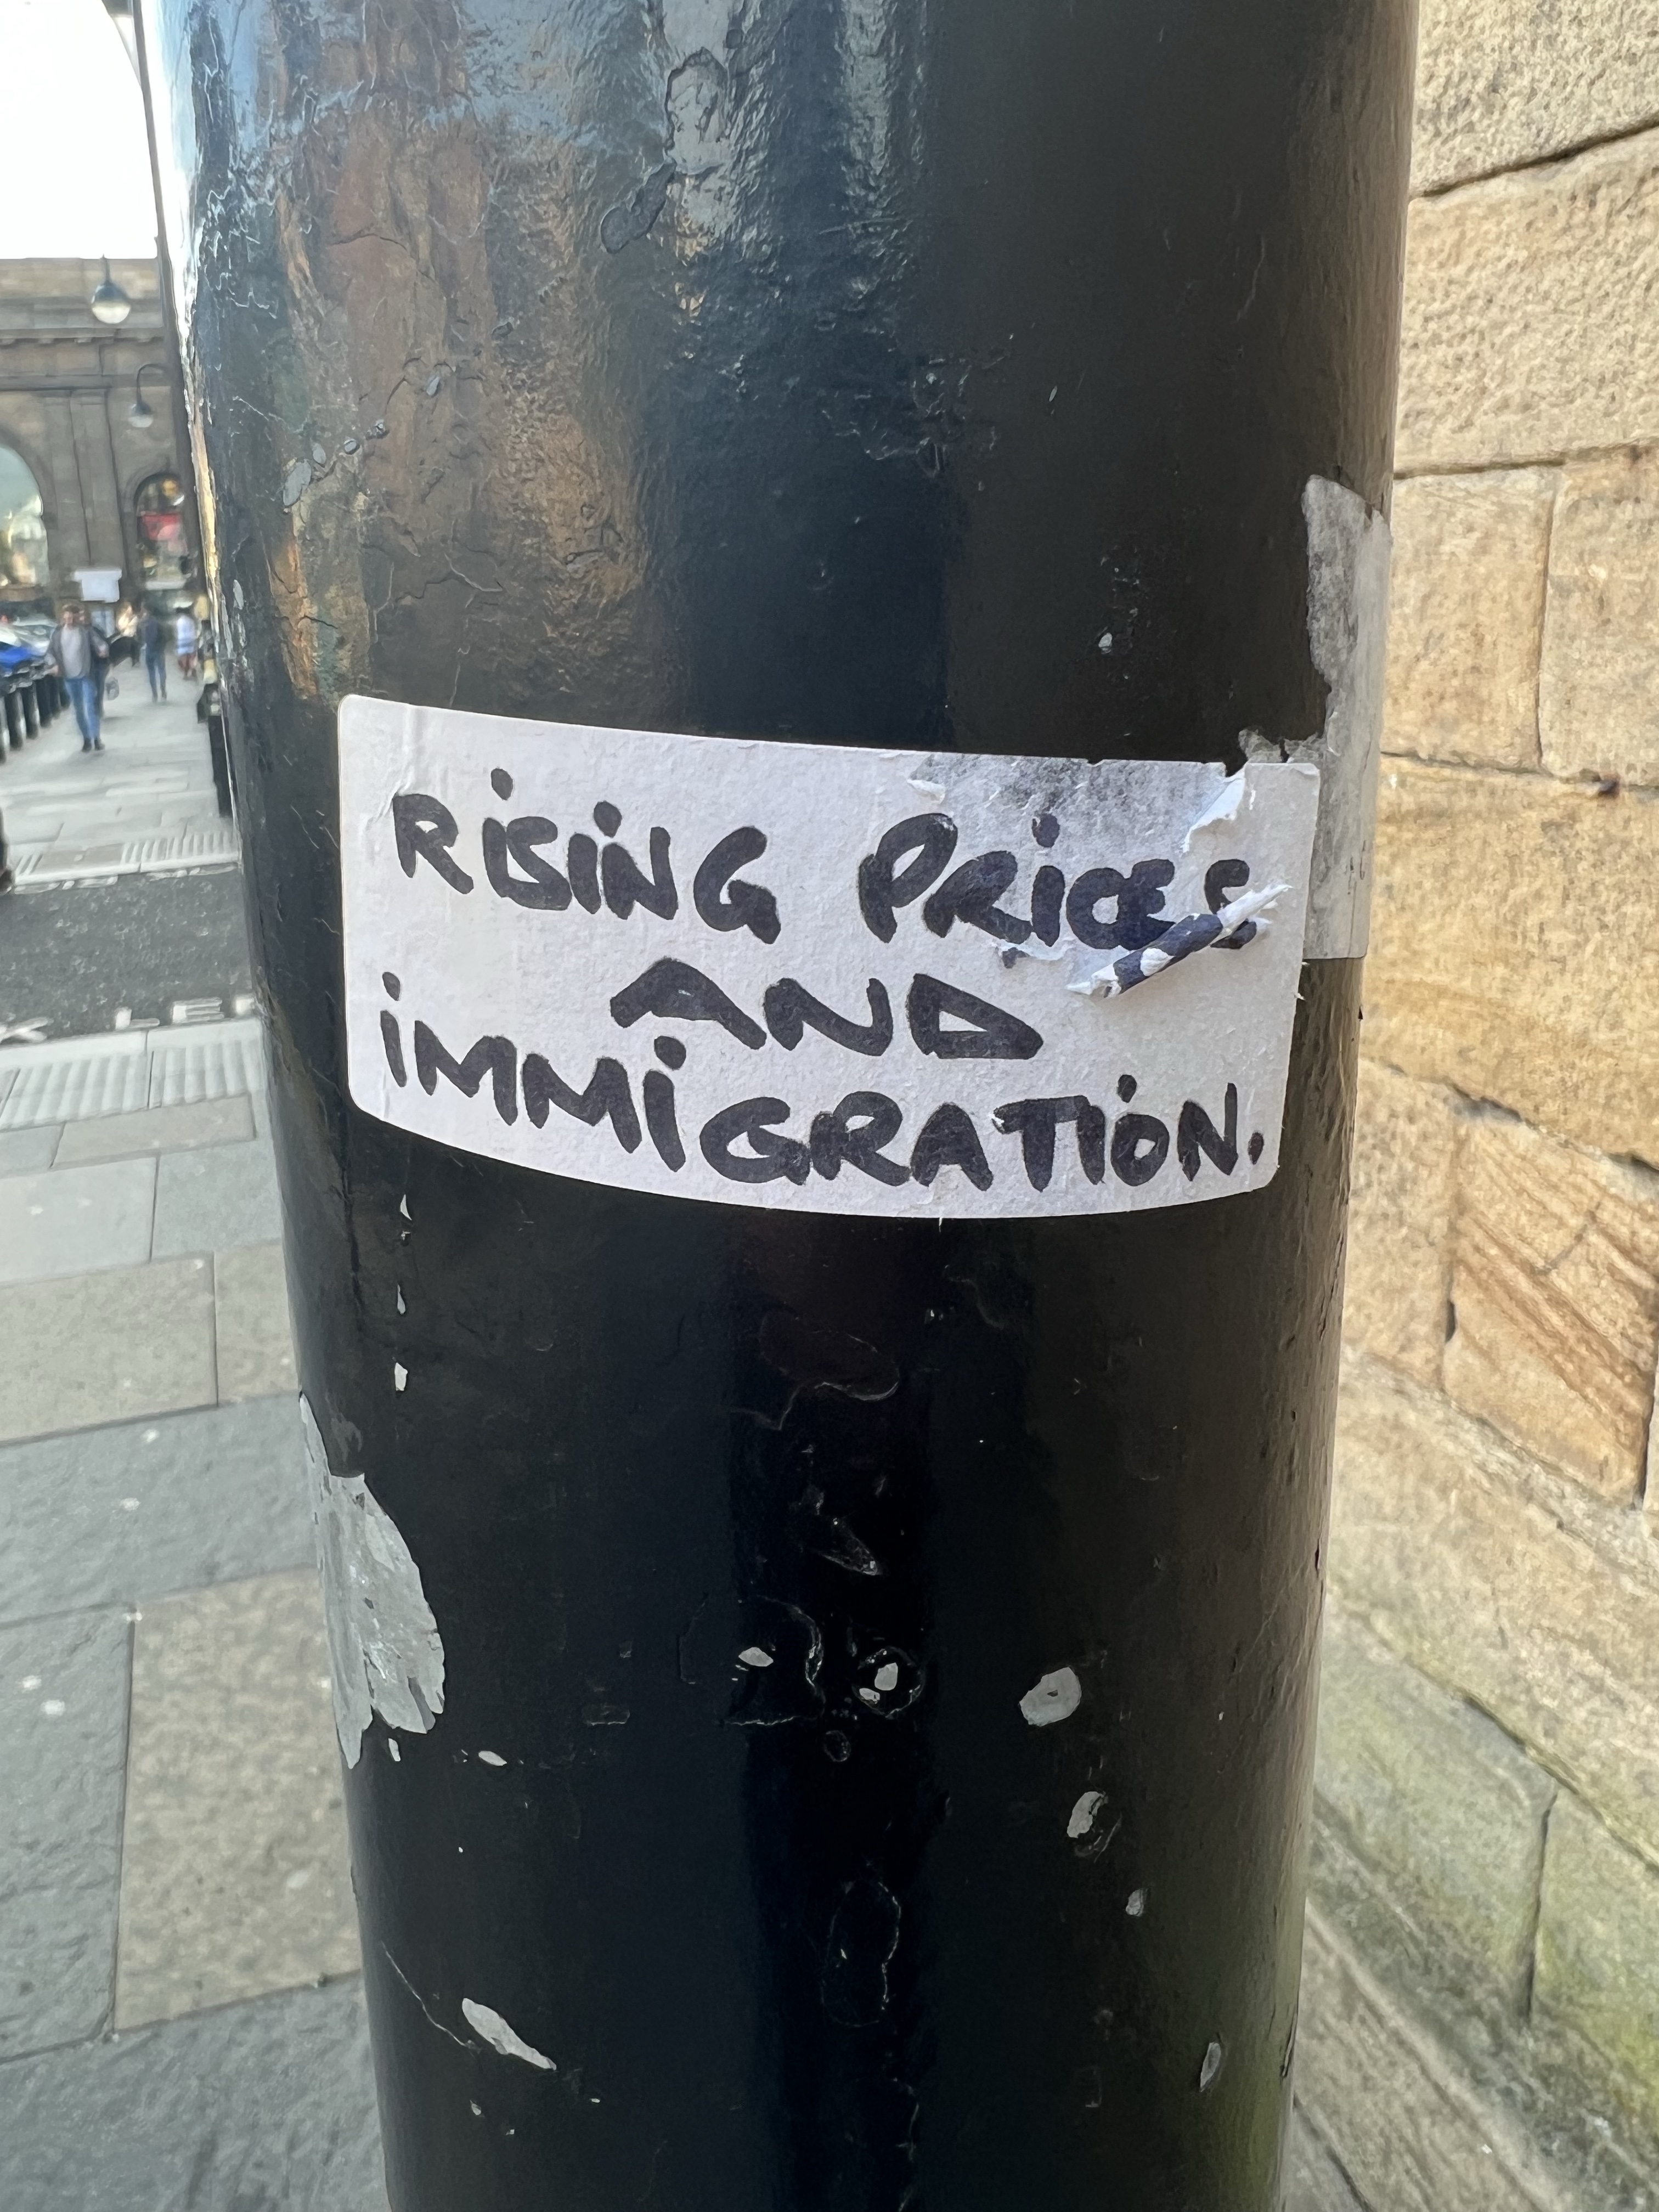 RISING PRICES
AND
IMMIGRATION.